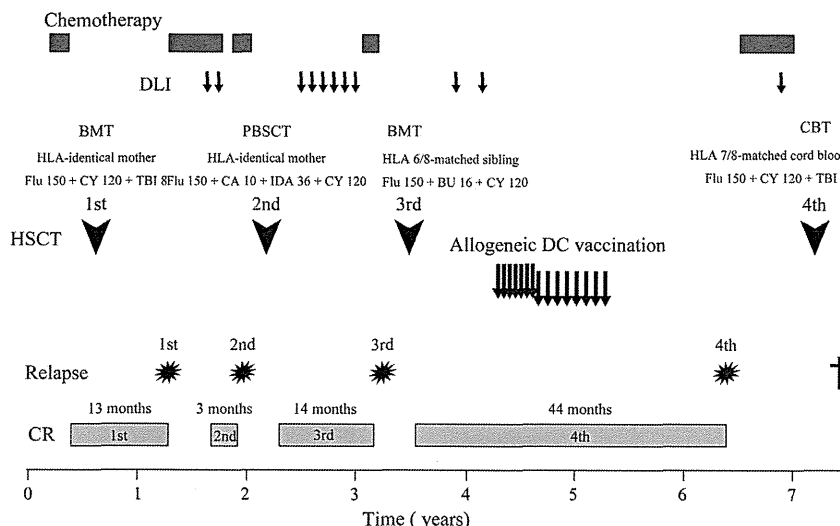 Chemotherapy
DLI
BMT PBSCT BMT CBT
HLA-identical mother HLA-identical mother HLA 6/8-matched sibling HLA 7/8-matched cord bloo
Flu 150 + CY 120 + TBI 8Flu 150 + CA 10 + IDA 36 + CY 120 Flu 150 + BU 16 + CY 120 Flu 150 + CY 120 + TBI
1st 2nd 3rd 4th
HSCT Allogeneic DC vaccination
1st 2nd 3rd 4th
Relapse
13 months 3 months 14 months 44 months
CR 1st 2nd 3rd 4th
0 1 2 3 4 5 6 7
Time ( years)